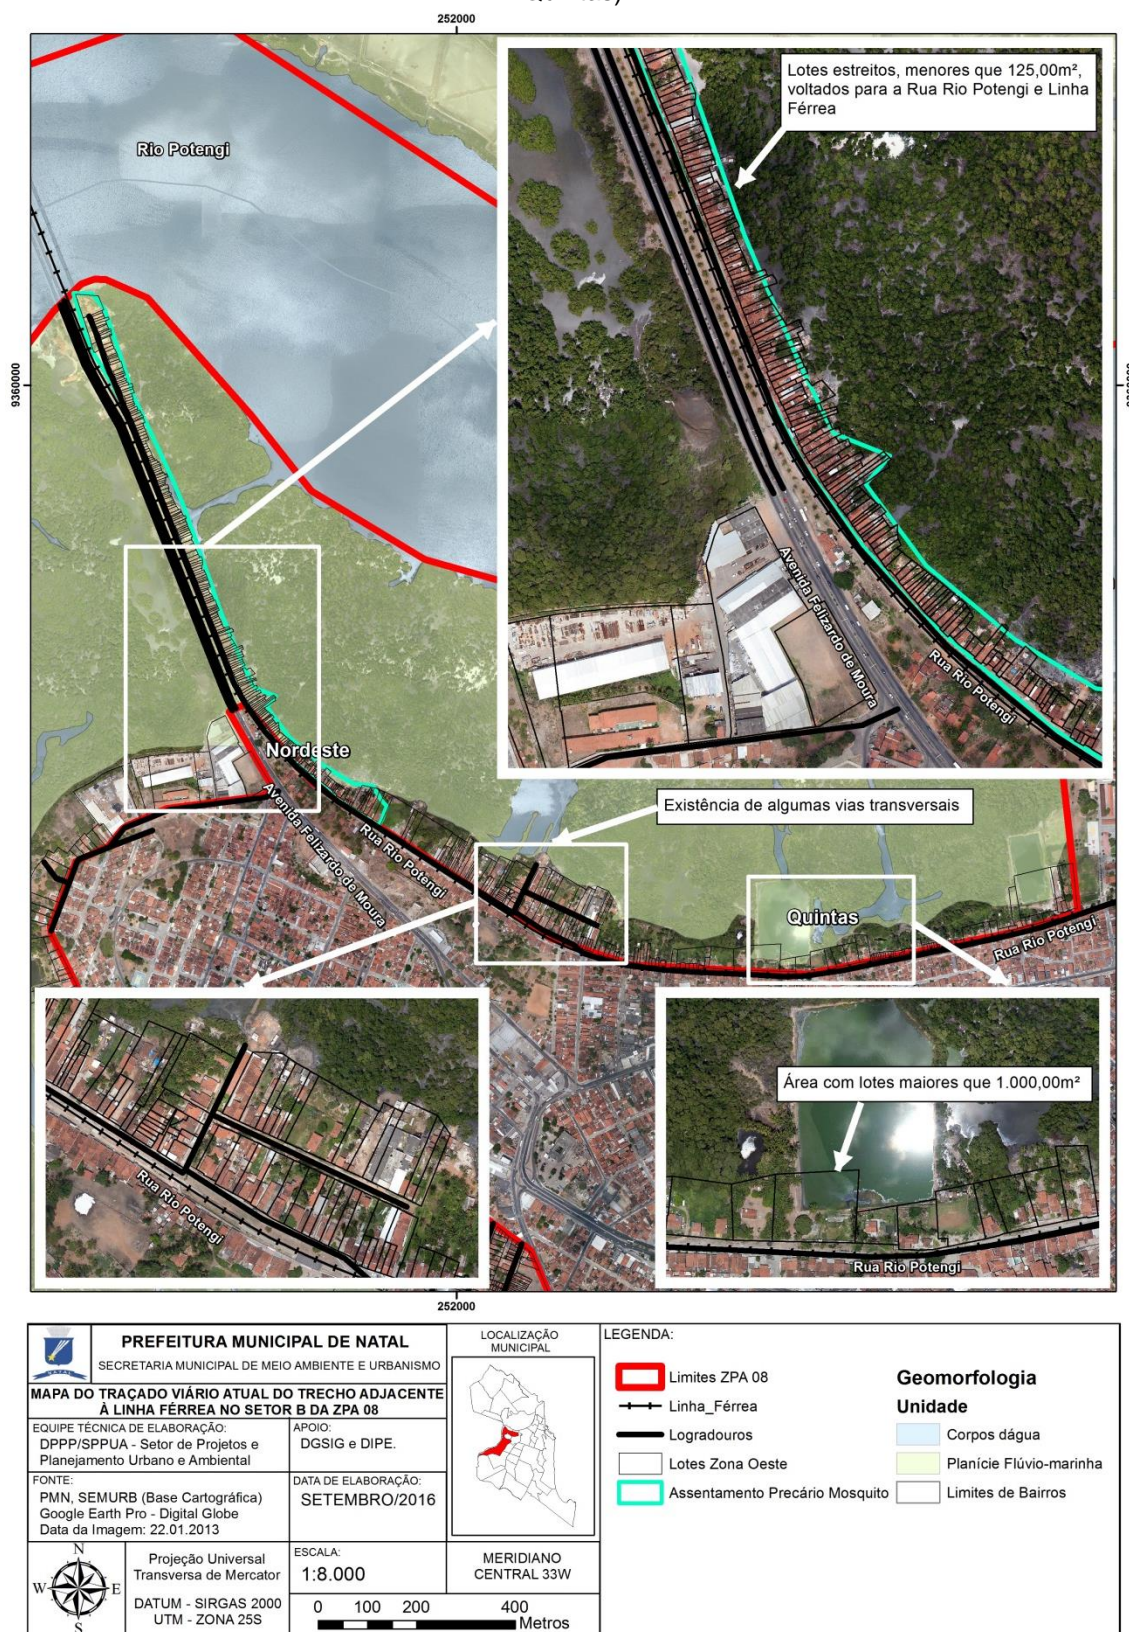 252000
Rio Potengi
Lotes estreitos, menores que 125,00m²,
voltados para a Rua Rio Potengi e Linha
Férrea
9360000
Avenida Felizardo de Moura
Rua Rio Potengi
Nordeste
Avenida Felizardo de Moura
Rua Rio Potengi
Existência de algumas vias transversais
Quintas
Rua Rio Potengi
Rua Rio Potengi
Área com lotes maiores que 1.000,00m²
Rua Rio Potengi
252000
NATAL
PREFEITURA MUNICIPAL DE NATAL
SECRETARIA MUNICIPAL DE MEIO AMBIENTE E URBANISMO
MAPA DO TRAÇADO VIÁRIO ATUAL DO TRECHO ADJACENTE
À LINHA FÉRREA NO SETOR B DA ZPA 08
EQUIPE TÉCNICA DE ELABORAÇÃO:
DPPP/SPPUA - Setor de Projetos e
Planejamento Urbano e Ambiental
APOIO:
DGSIG e DIPE.
FONTE:
PMN, SEMURB (Base Cartográfica)
Google Earth Pro - Digital Globe
Data da Imagem: 22.01.2013
DATA DE ELABORAÇÃO:
SETEMBRO/2016
N
W E
S
Projeção Universal
Transversa de Mercator
DATUM - SIRGAS 2000
UTM - ZONA 25S
ESCALA:
1:8.000
0 100 200 400
Metros
LOCALIZAÇÃO
MUNICIPAL
MERIDIANO
CENTRAL 33W
LEGENDA:
Limites ZPA 08
Linha_Férrea
Logradouros
Lotes Zona Oeste
Assentamento Precário Mosquito
Geomorfologia
Unidade
Corpos dágua
Planície Flúvio-marinha
Limites de Bairros